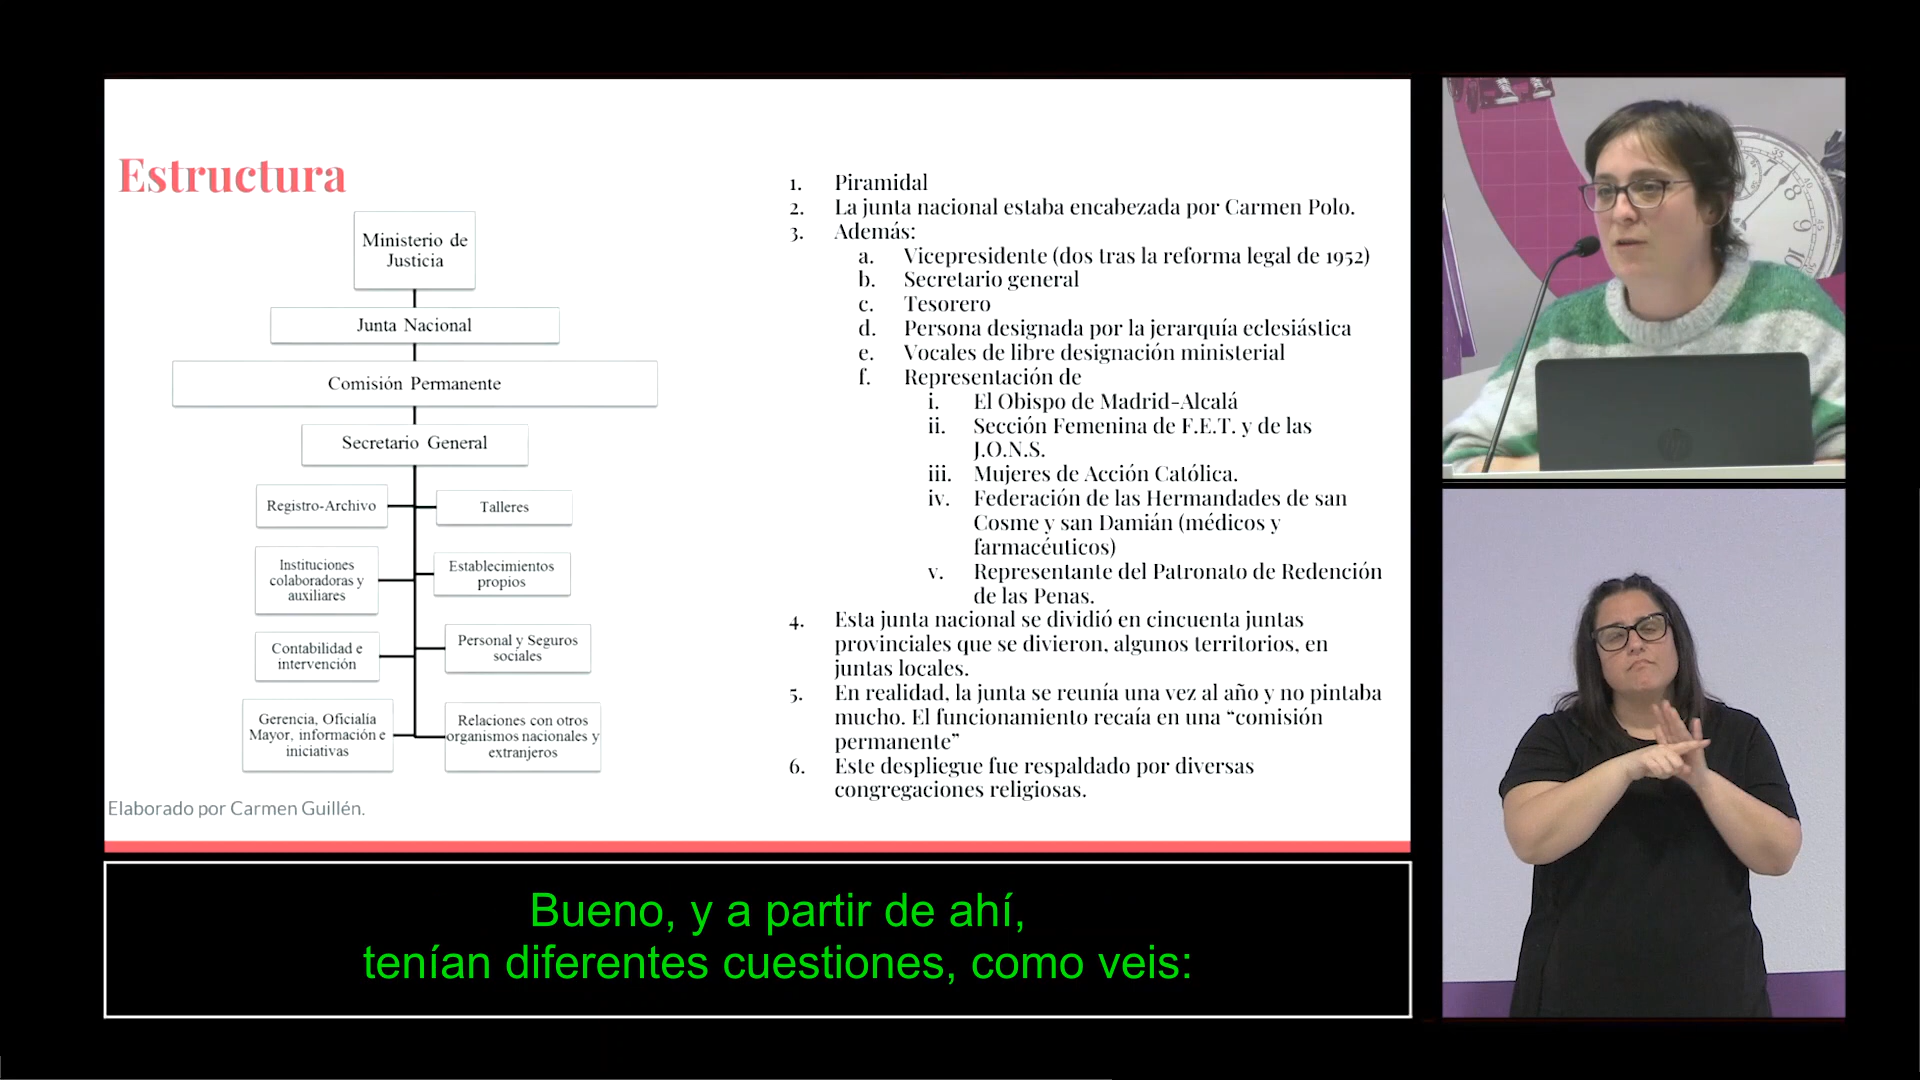 Estructura
Ministerio de
Justicia
Junta Nacional
Comisión Permanente
Secretario General
Registro-Archivo
Talleres
Instituciones
colaboradoras y
auxiliares
Establecimientos
propios
Contabilidad e
intervención
Personal y Seguros
sociales
Gerencia, Oficialía
Mayor, información e
iniciativas
Relaciones con otros
organismos nacionales y
extranjeros
Elaborado por Carmen Guillén.
1. Piramidal
2. La junta nacional estaba encabezada por Carmen Polo.
3. Además:
a. Vicepresidente (dos tras la reforma legal de 1952)
b. Secretario general
c. Tesorero
d. Persona designada por la jerarquía eclesiástica
e. Vocales de libre designación ministerial
f. Representación de
i. El Obispo de Madrid-Alcalá
ii. Sección Femenina de F.E.T. y de las
J.O.N.S.
iii. Mujeres de Acción Católica.
iv. Federación de las Hermandades de san
Cosme y san Damián (médicos y
farmacéuticos)
v. Representante del Patronato de Redención
de las Penas.
4. Esta junta nacional se dividió en cincuenta juntas
provinciales que se divieron, algunos territorios, en
juntas locales.
5. En realidad, la junta se reunía una vez al año y no pintaba
mucho. El funcionamiento recaía en una “comisión
permanente”
6. Este despliegue fue respaldado por diversas
congregaciones religiosas.
Bueno, y a partir de ahí,
tenían diferentes cuestiones, como veis: